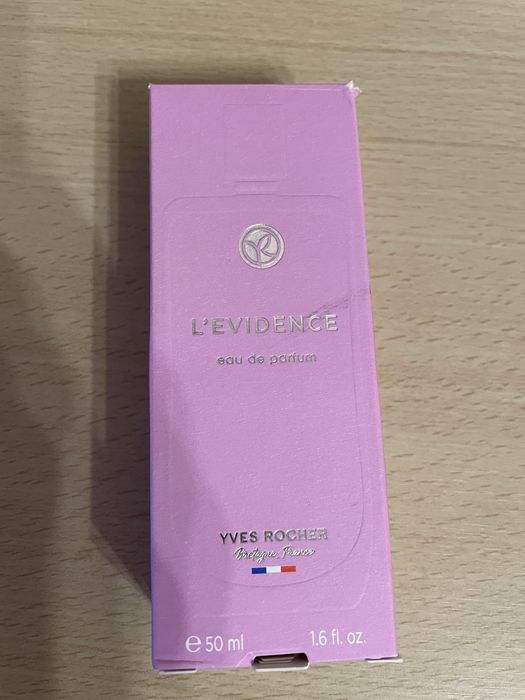 L'EVIDENCE
eau de parfum
YVES ROCHER
Bretagne, France
℮ 50 ml 1.6 fl. oz.